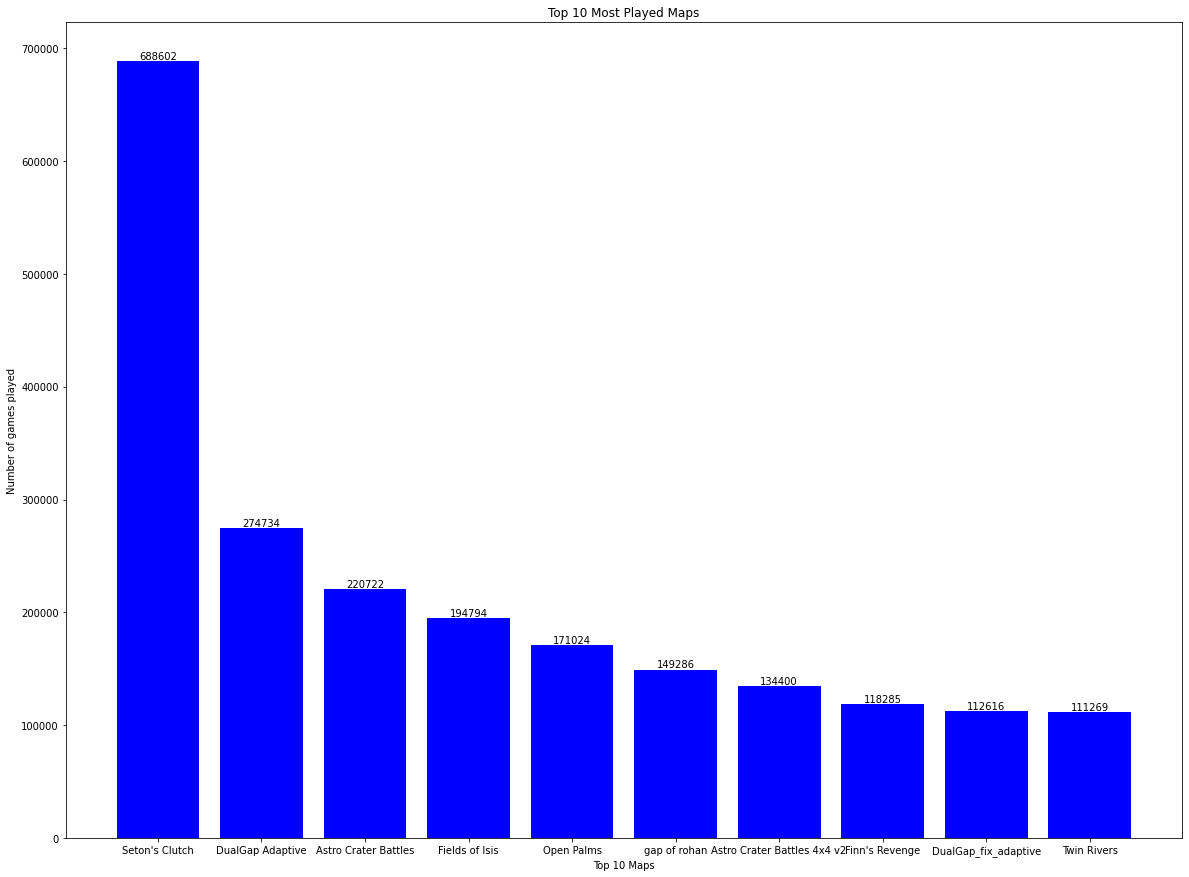 Top 10 Most Played Maps
700000
600000
500000
400000
300000
200000
100000
0
Number of games played
688602
274734
220722
194794
171024
149286
134400
118285
112616
111269
Seton's Clutch
DualGap Adaptive
Astro Crater Battles
Fields of Isis
Open Palms
gap of rohan
Astro Crater Battles 4x4 v2
Finn's Revenge
DualGap_fix_adaptive
Twin Rivers
Top 10 Maps